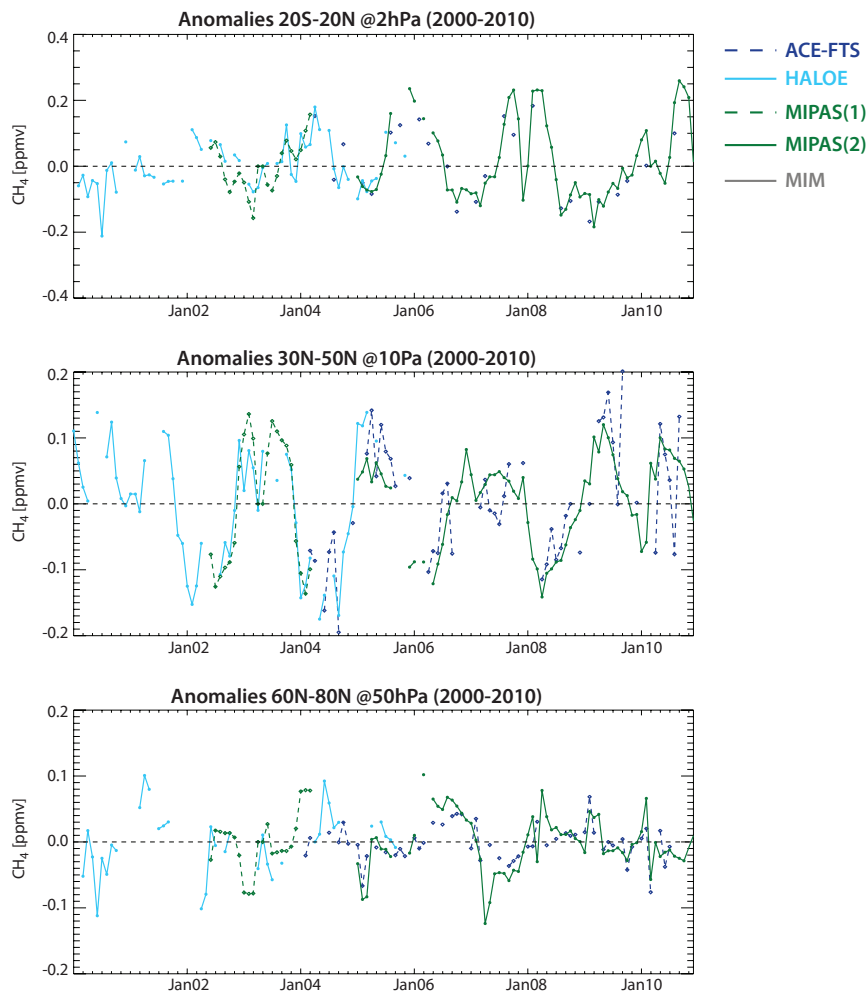 Anomalies 20S-20N @2hPa (2000-2010)
0.4
0.2
0.0
-0.2
-0.4
CH4 [ppmv]
Jan02 Jan04 Jan06 Jan08 Jan10
ACE-FTS
HALOE
MIPAS(1)
MIPAS(2)
MIM
Anomalies 30N-50N @10Pa (2000-2010)
0.2
0.1
0.0
-0.1
-0.2
CH4 [ppmv]
Jan02 Jan04 Jan06 Jan08 Jan10
Anomalies 60N-80N @50hPa (2000-2010)
0.2
0.1
0.0
-0.1
-0.2
CH4 [ppmv]
Jan02 Jan04 Jan06 Jan08 Jan10